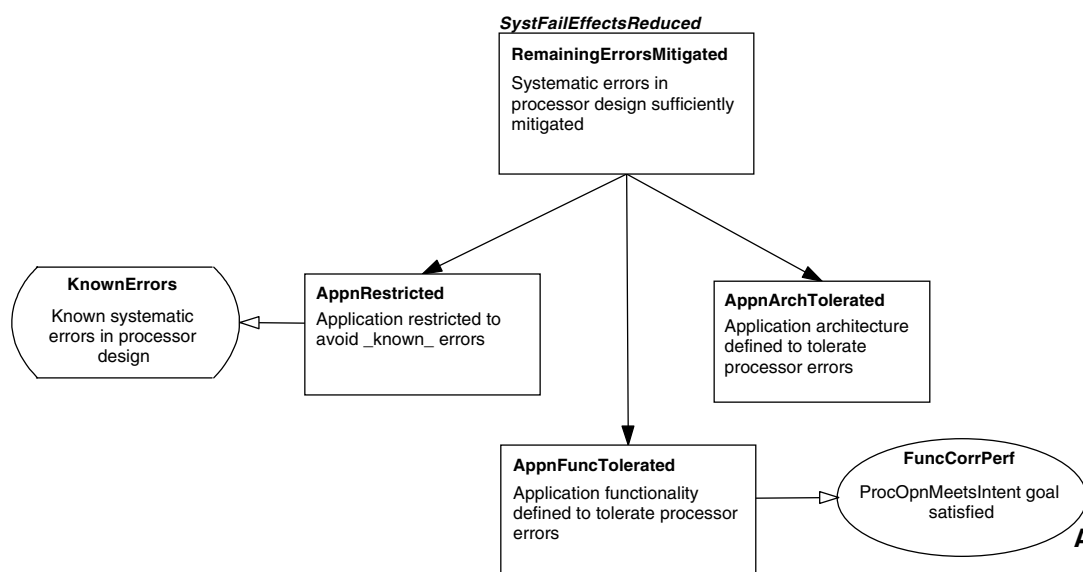 SystFailEffectsReduced
RemainingErrorsMitigated
Systematic errors in
processor design sufficiently
mitigated
KnownErrors
Known systematic
errors in processor
design
AppnRestricted
Application restricted to
avoid _known_ errors
AppnArchTolerated
Application architecture
defined to tolerate
processor errors
AppnFuncTolerated
Application functionality
defined to tolerate processor
errors
FuncCorrPerf
ProcOpnMeetsIntent goal
satisfied
A